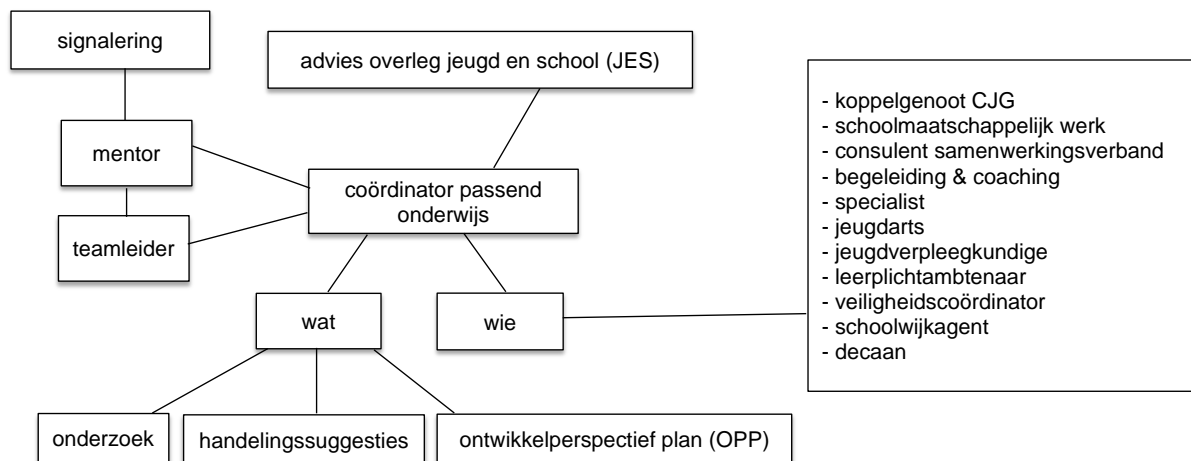 signalering
advies overleg jeugd en school (JES)
mentor
coördinator passend
onderwijs
teamleider
wat
wie
- koppelgenoot CJG
- schoolmaatschappelijk werk
- consulent samenwerkingsverband
- begeleiding & coaching
- specialist
- jeugdarts
- jeugdverpleegkundige
- leerplichtambtenaar
- veiligheidscoördinator
- schoolwijkagent
- decaan
onderzoek
handelingssuggesties
ontwikkelperspectief plan (OPP)